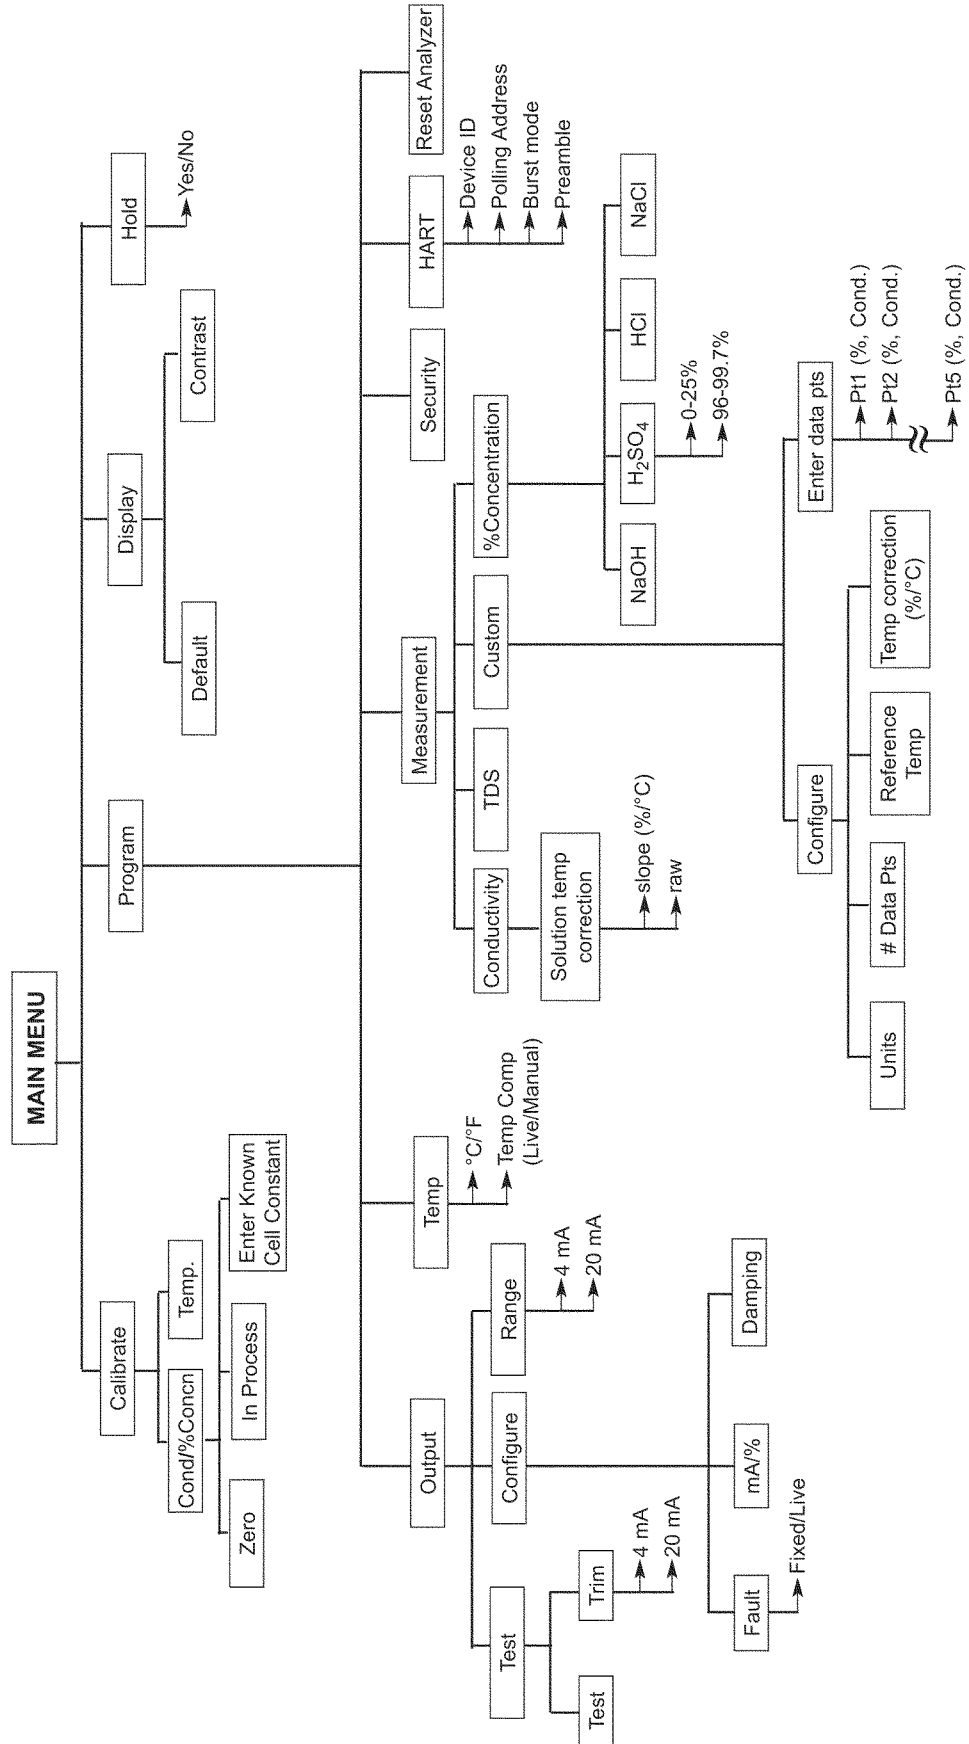 MAIN MENU
Calibrate
Program
Display
Hold
Cond/%Concn
Temp.
Default
Contrast
Yes/No
Zero
In Process
Enter Known
Cell Constant
Output
Temp
Measurement
Security
HART
Reset Analyzer
°C/°F
Temp Comp
(Live/Manual)
Device ID
Polling Address
Burst mode
Preamble
Test
Configure
Range
4 mA
20 mA
Conductivity
TDS
Custom
%Concentration
Test
Trim
4 mA
20 mA
Solution temp
correction
slope (%/°C)
raw
NaOH
H₂SO₄
HCl
NaCl
0-25%
96-99.7%
Fault
mA/%
Damping
Fixed/Live
Configure
Enter data pts
Pt1 (%, Cond.)
Pt2 (%, Cond.)
Pt5 (%, Cond.)
Units
# Data Pts
Reference
Temp
Temp correction
(%/°C)